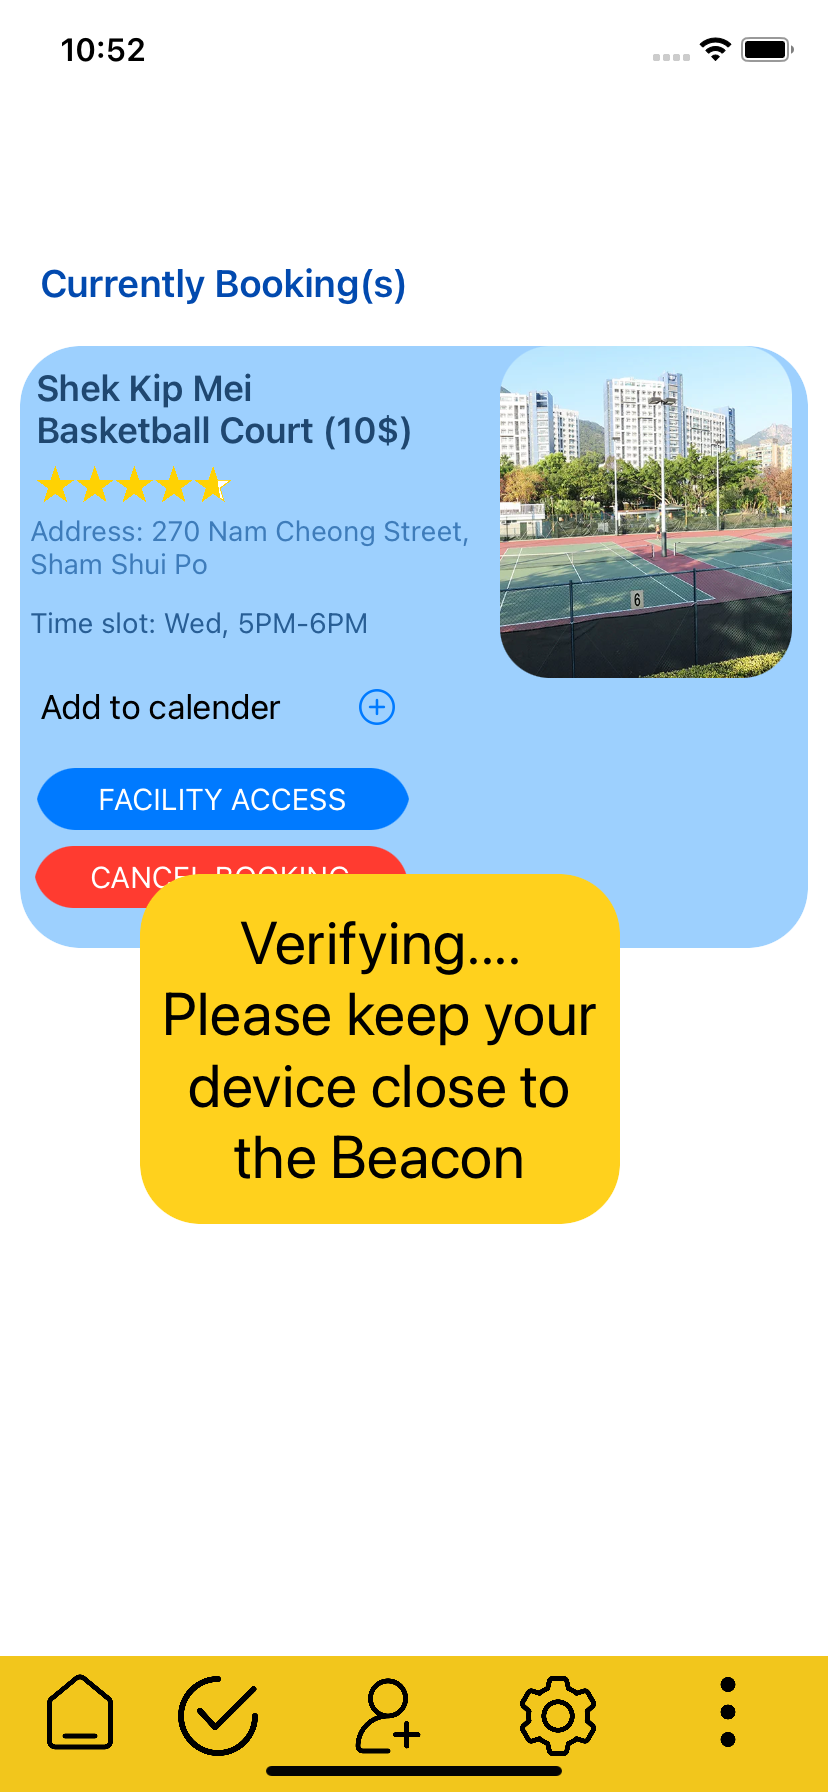 10:52
Currently Booking(s)
Shek Kip Mei
Basketball Court (10$)
Address: 270 Nam Cheong Street,
Sham Shui Po
Time slot: Wed, 5PM-6PM
6
Add to calender
FACILITY ACCESS
CANCEL BOOKING
Verifying....
Please keep your
device close to
the Beacon